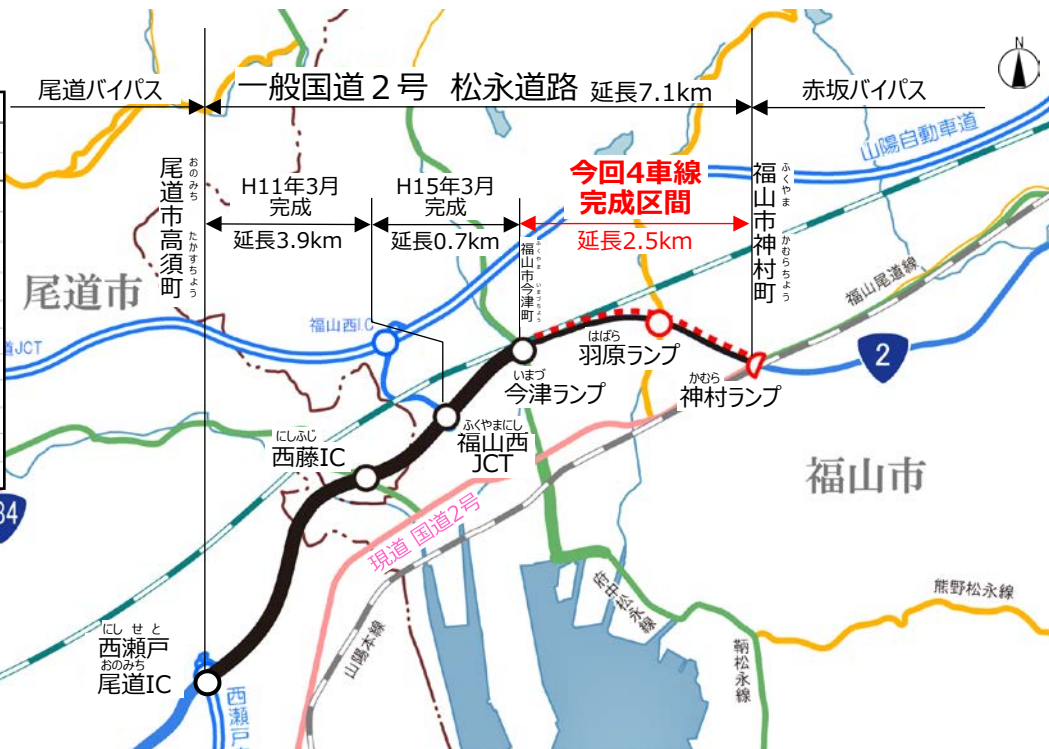 尾道バイパス
一般国道2号 松永道路 延長7.1km
赤坂バイパス
N
山陽自動車道
尾道市高須町
おのみち たかすちょう
H11年3月
完成
延長3.9km
H15年3月
完成
延長0.7km
今回4車線
完成区間
延長2.5km
福山市今津町
ふくやま いまづちょう
福山市神村町
ふくやま かむらちょう
尾道市
福山尾道線
道JCT
福山西I.C
2
はばら
羽原ランプ
いまづ
今津ランプ
かむら
神村ランプ
にしふじ
西藤IC
ふくやまにし
福山西
JCT
福山市
現道 国道2号
府中松永線
熊野松永線
鞆松永線
山陽本線
にしせと
西瀬戸
おのみち
尾道IC
西瀬戸